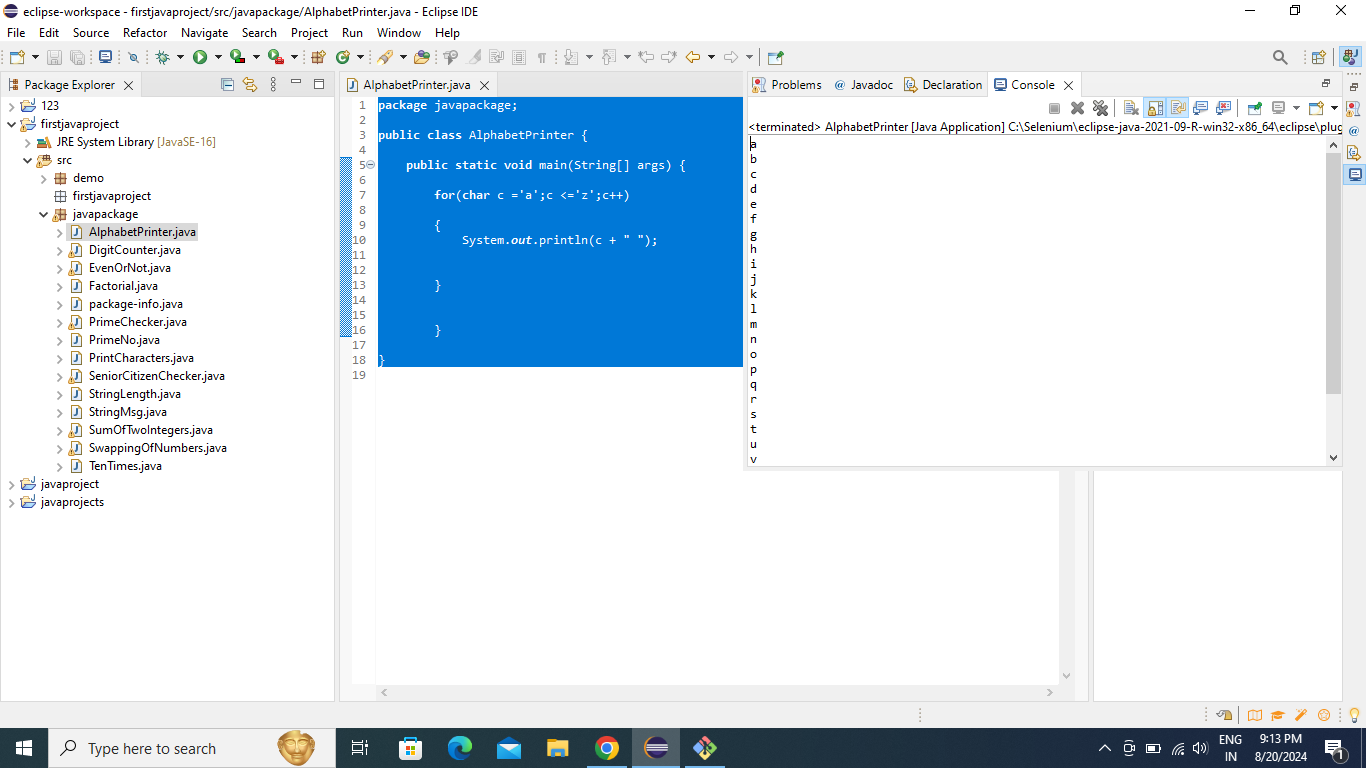 eclipse-workspace - firstjavaproject/src/javapackage/AlphabetPrinter.java - Eclipse IDE
File Edit Source Refactor Navigate Search Project Run Window Help
Package Explorer
123
firstjavaproject
JRE System Library [JavaSE-16]
src
demo
firstjavaproject
javapackage
AlphabetPrinter.java
DigitCounter.java
EvenOrNot.java
Factorial.java
package-info.java
PrimeChecker.java
PrimeNo.java
PrintCharacters.java
SeniorCitizenChecker.java
StringLength.java
StringMsg.java
SumOfTwoIntegers.java
SwappingOfNumbers.java
TenTimes.java
javaproject
javaprojects
AlphabetPrinter.java
1 package javapackage;
2
3 public class AlphabetPrinter {
4
5 public static void main(String[] args) {
6
7 for(char c ='a';c <='z';c++)
8
9 {
10 System.out.println(c + " ");
11
12
13 }
14
15
16 }
17
18 }
19
Problems @ Javadoc Declaration Console
<terminated> AlphabetPrinter [Java Application] C:\Selenium\eclipse-java-2021-09-R-win32-x86_64\eclipse\plug
a
b
c
d
e
f
g
h
i
j
k
l
m
n
o
p
q
r
s
t
u
v
Type here to search
ENG
IN
9:13 PM
8/20/2024
1